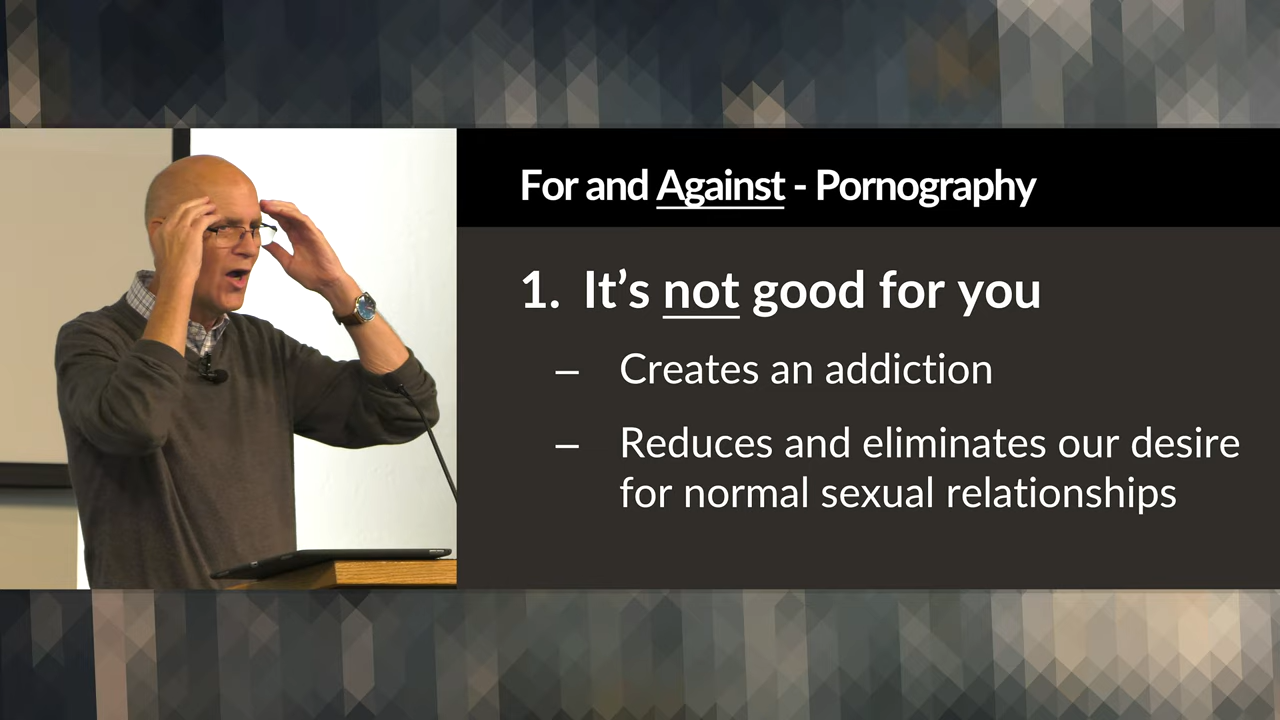 For and Against - Pornography
1. It’s not good for you
– Creates an addiction
– Reduces and eliminates our desire
for normal sexual relationships